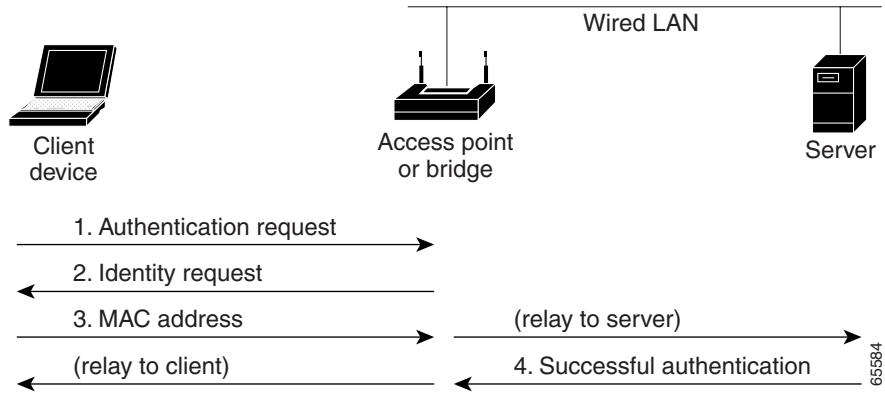 Wired LAN
Client
device
Access point
or bridge
Server
1. Authentication request
2. Identity request
3. MAC address
(relay to server)
(relay to client)
4. Successful authentication
65584